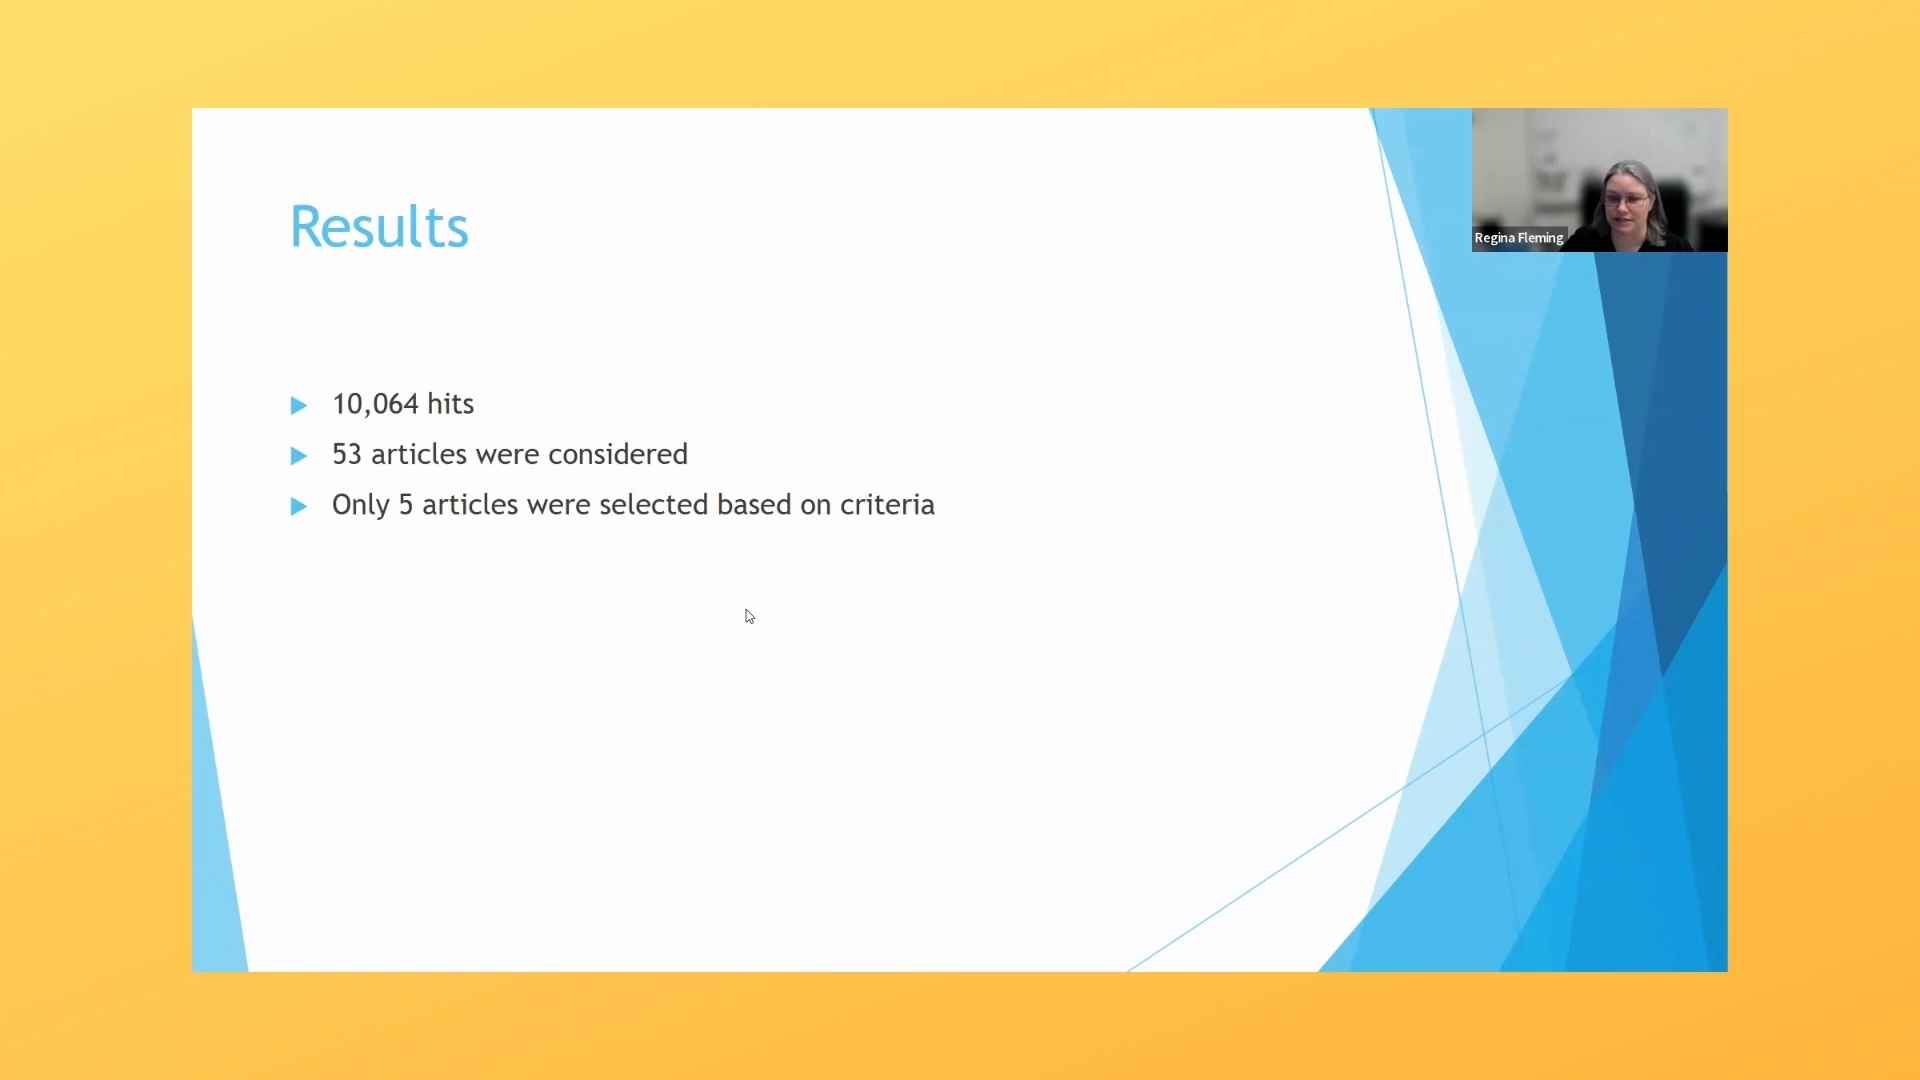 Results
Regina Fleming
10,064 hits
53 articles were considered
Only 5 articles were selected based on criteria